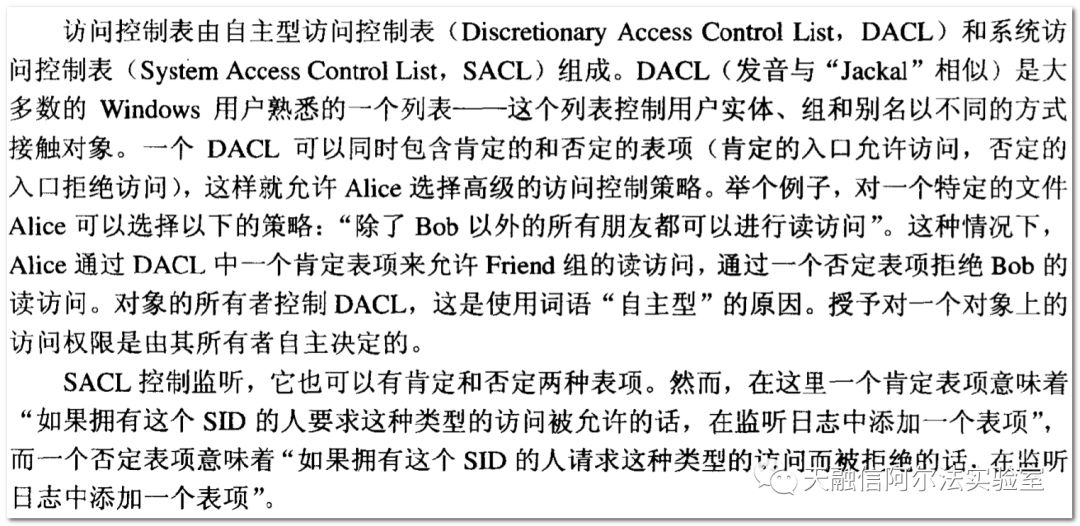 访问控制表由自主型访问控制表（Discretionary Access Control List，DACL）和系统访
问控制表（System Access Control List，SACL）组成。DACL（发音与“Jackal”相似）是大
多数的 Windows 用户熟悉的一个列表——这个列表控制用户实体、组和别名以不同的方式
接触对象。一个 DACL 可以同时包含肯定的和否定的表项（肯定的入口允许访问，否定的
入口拒绝访问），这样就允许 Alice 选择高级的访问控制策略。举个例子，对一个特定的文件
Alice 可以选择以下的策略：“除了 Bob 以外的所有朋友都可以进行读访问”。这种情况下，
Alice 通过 DACL 中一个肯定表项来允许 Friend 组的读访问，通过一个否定表项拒绝 Bob 的
读访问。对象的所有者控制 DACL，这是使用词语“自主型”的原因。授予对一个对象上的
访问权限是由其所有者自主决定的。
SACL 控制监听，它也可以有肯定和否定两种表项。然而，在这里一个肯定表项意味着
“如果拥有这个 SID 的人要求这种类型的访问被允许的话，在监听日志中添加一个表项”，
而一个否定表项意味着“如果拥有这个 SID 的人请求这种类型的访问而被拒绝的话，在监听
日志中添加一个表项”。
天融信阿尔法实验室